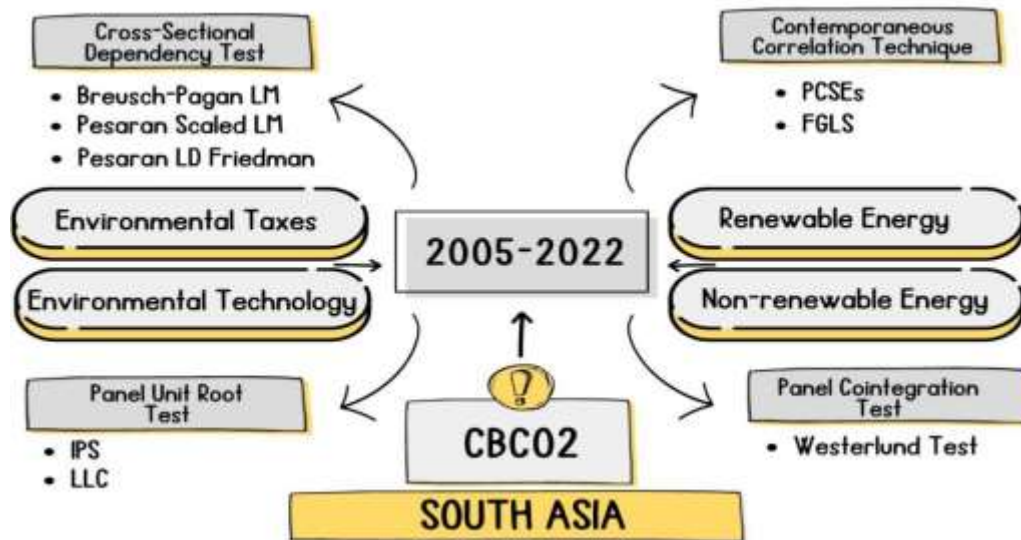 Cross-Sectional
Dependency Test
• Breusch-Pagan LM
• Pesaran Scaled LM
• Pesaran LD Friedman
Contemporaneous
Correlation Technique
• PCSEs
• FGLS
Environmental Taxes
Environmental Technology
2005-2022
Renewable Energy
Non-renewable Energy
Panel Unit Root
Test
• IPS
• LLC
!
CBCO2
SOUTH ASIA
Panel Cointegration
Test
• Westerlund Test